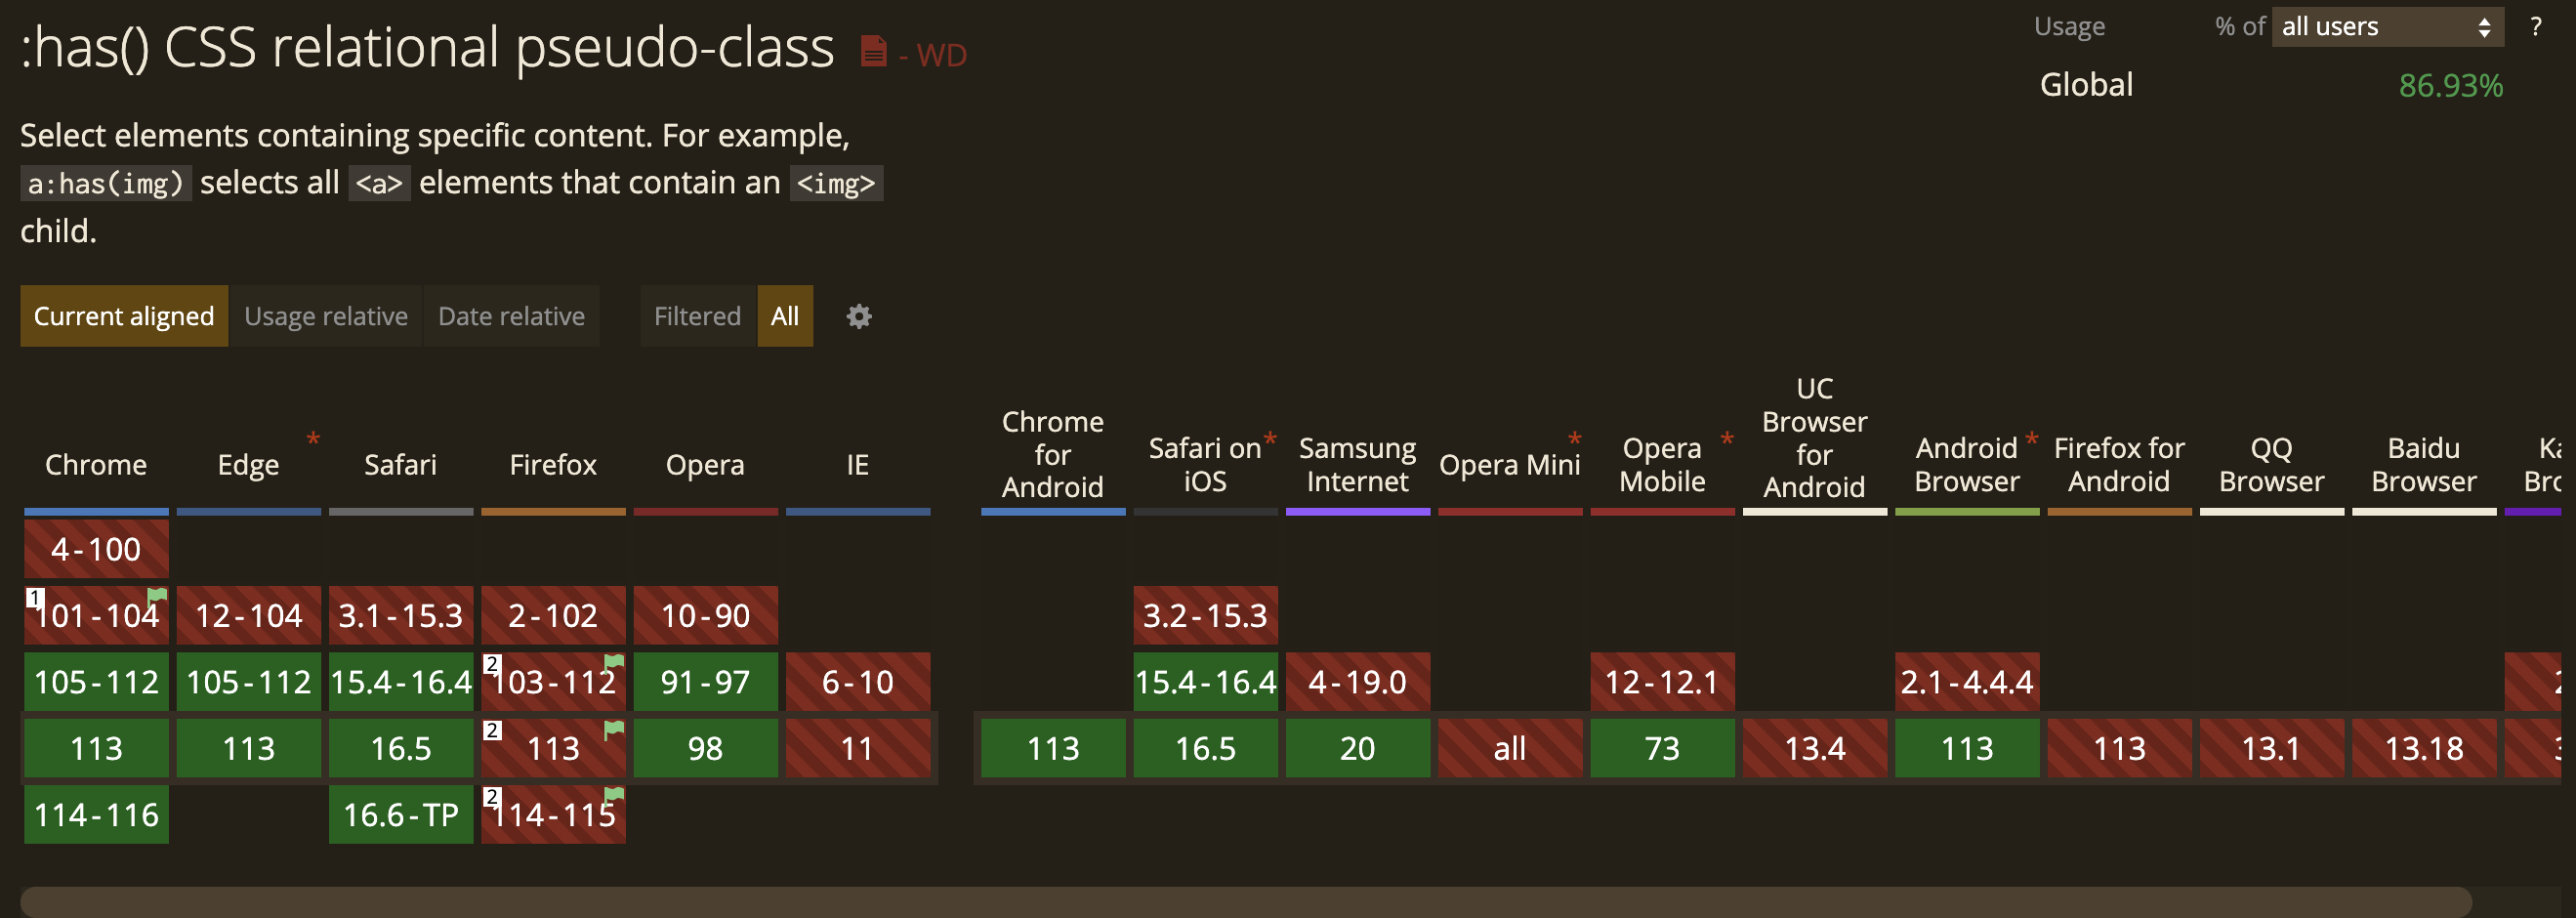 :has() CSS relational pseudo-class - WD
Usage % of all users ?
Global 86.93%
Select elements containing specific content. For example,
a:has(img) selects all <a> elements that contain an <img>
child.
Current aligned Usage relative Date relative Filtered All
Chrome
Edge *
Safari
Firefox
Opera
IE
Chrome
for
Android
Safari on *
iOS
Samsung
Internet
Opera Mini *
Opera *
Mobile
UC
Browser
for
Android
Android *
Browser
Firefox for
Android
QQ
Browser
Baidu
Browser
4-100
1 101-104 12-104 3.1-15.3 2-102 10-90 3.2-15.3
105-112 105-112 15.4-16.4 2 103-112 91-97 6-10 15.4-16.4 4-19.0 12-12.1 2.1-4.4.4
113 113 16.5 2 113 98 11 113 16.5 20 all 73 13.4 113 113 13.1 13.18
114-116 16.6-TP 2 114-115